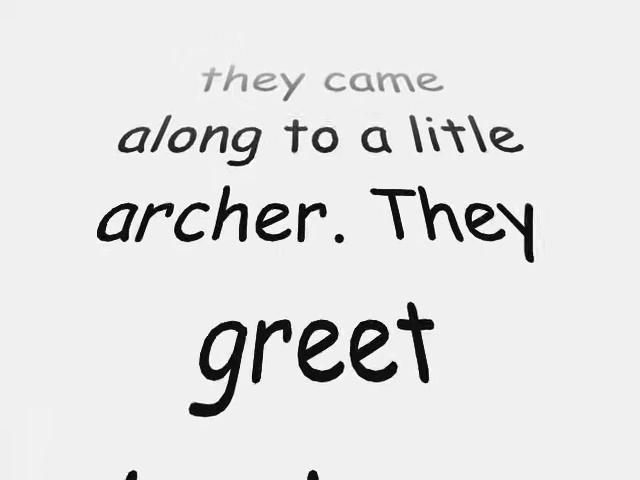 they came
along to a litle
archer. They
greet